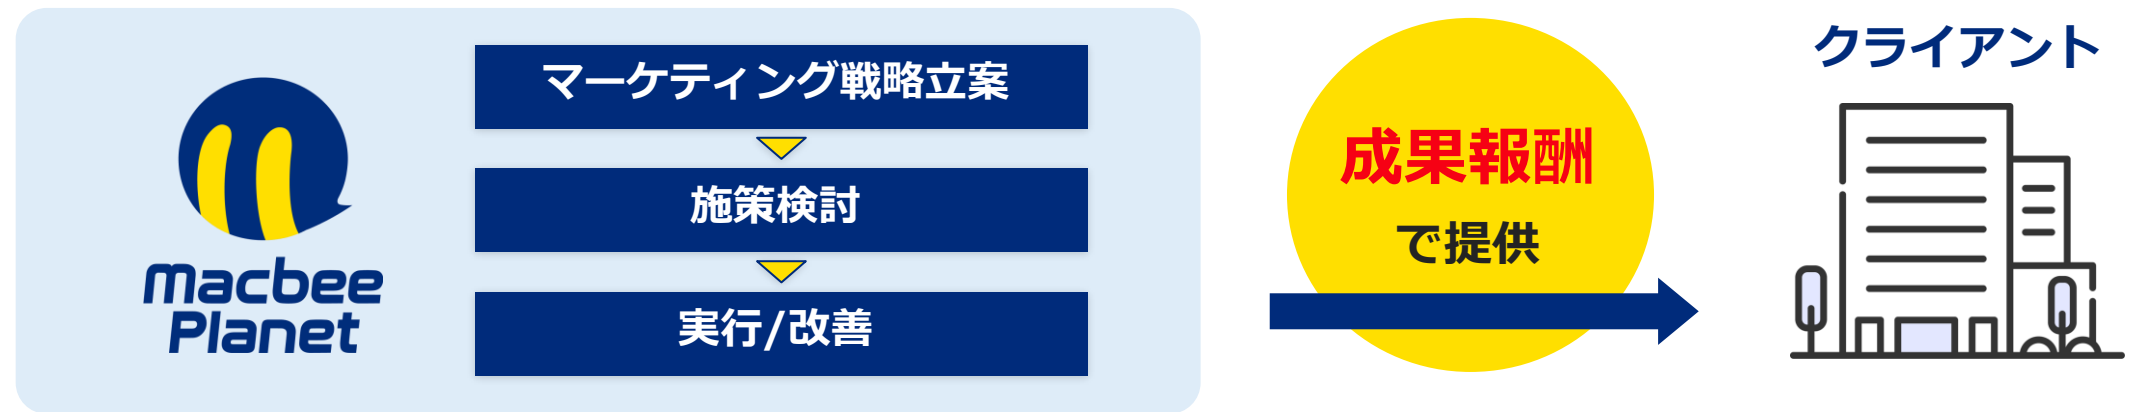 macbee
Planet
マーケティング戦略立案
施策検討
実行/改善
成果報酬
で提供
クライアント